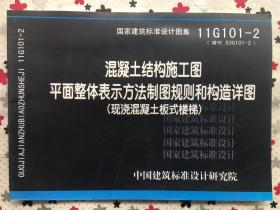 国家建筑标准设计图集 11G101-2
(替代 03G101-2)
混凝土结构施工图
平面整体表示方法制图规则和构造详图
(现浇混凝土板式楼梯)
国家建筑标准设计
国家建筑标准设计
国家建筑标准设计
国家建筑标准设计
中国建筑标准设计研究院
GUOJIAJIANZHUBIAOZHUNSHEJI 11G101-2